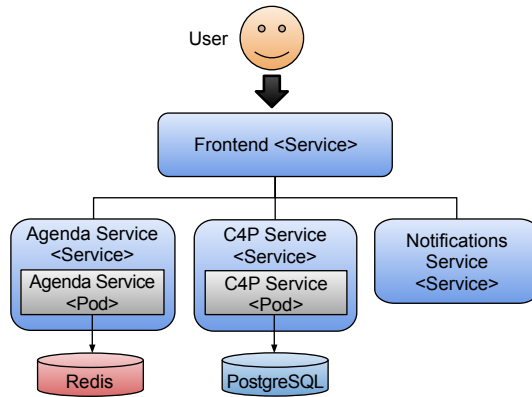 User
Frontend <Service>
Agenda Service
<Service>
Agenda Service
<Pod>
C4P Service
<Service>
C4P Service
<Pod>
Notifications
Service
<Service>
Redis
PostgreSQL